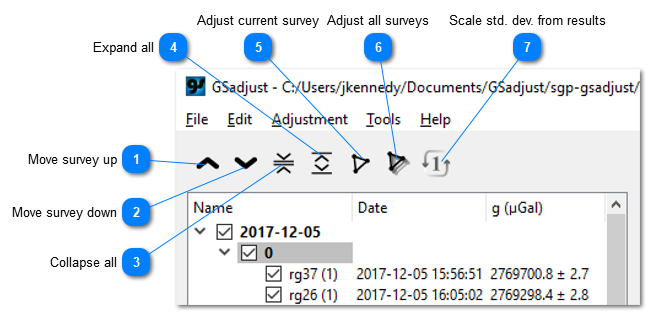 Adjust current survey Adjust all surveys Scale std. dev. from results
Expand all 4 5 6 7
GSadjust - C:/Users/jkennedy/Documents/GSadjust/sgp-gsadjust/
File Edit Adjustment Tools Help
Move survey up 1
1
Name Date g (µGal)
Move survey down 2
2017-12-05
0
Collapse all 3
rg37 (1) 2017-12-05 15:56:51 2769700.8 ± 2.7
rg26 (1) 2017-12-05 16:05:02 2769298.4 ± 2.8